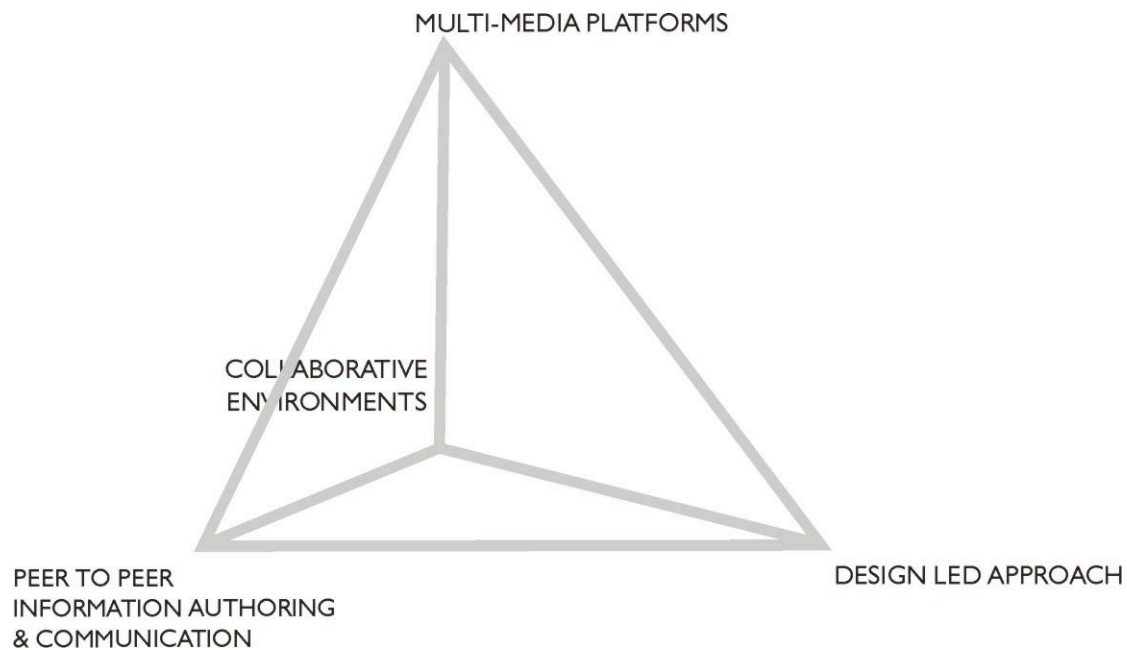 MULTI-MEDIA PLATFORMS
COLLABORATIVE
ENVIRONMENTS
PEER TO PEER
INFORMATION AUTHORING
& COMMUNICATION
DESIGN LED APPROACH